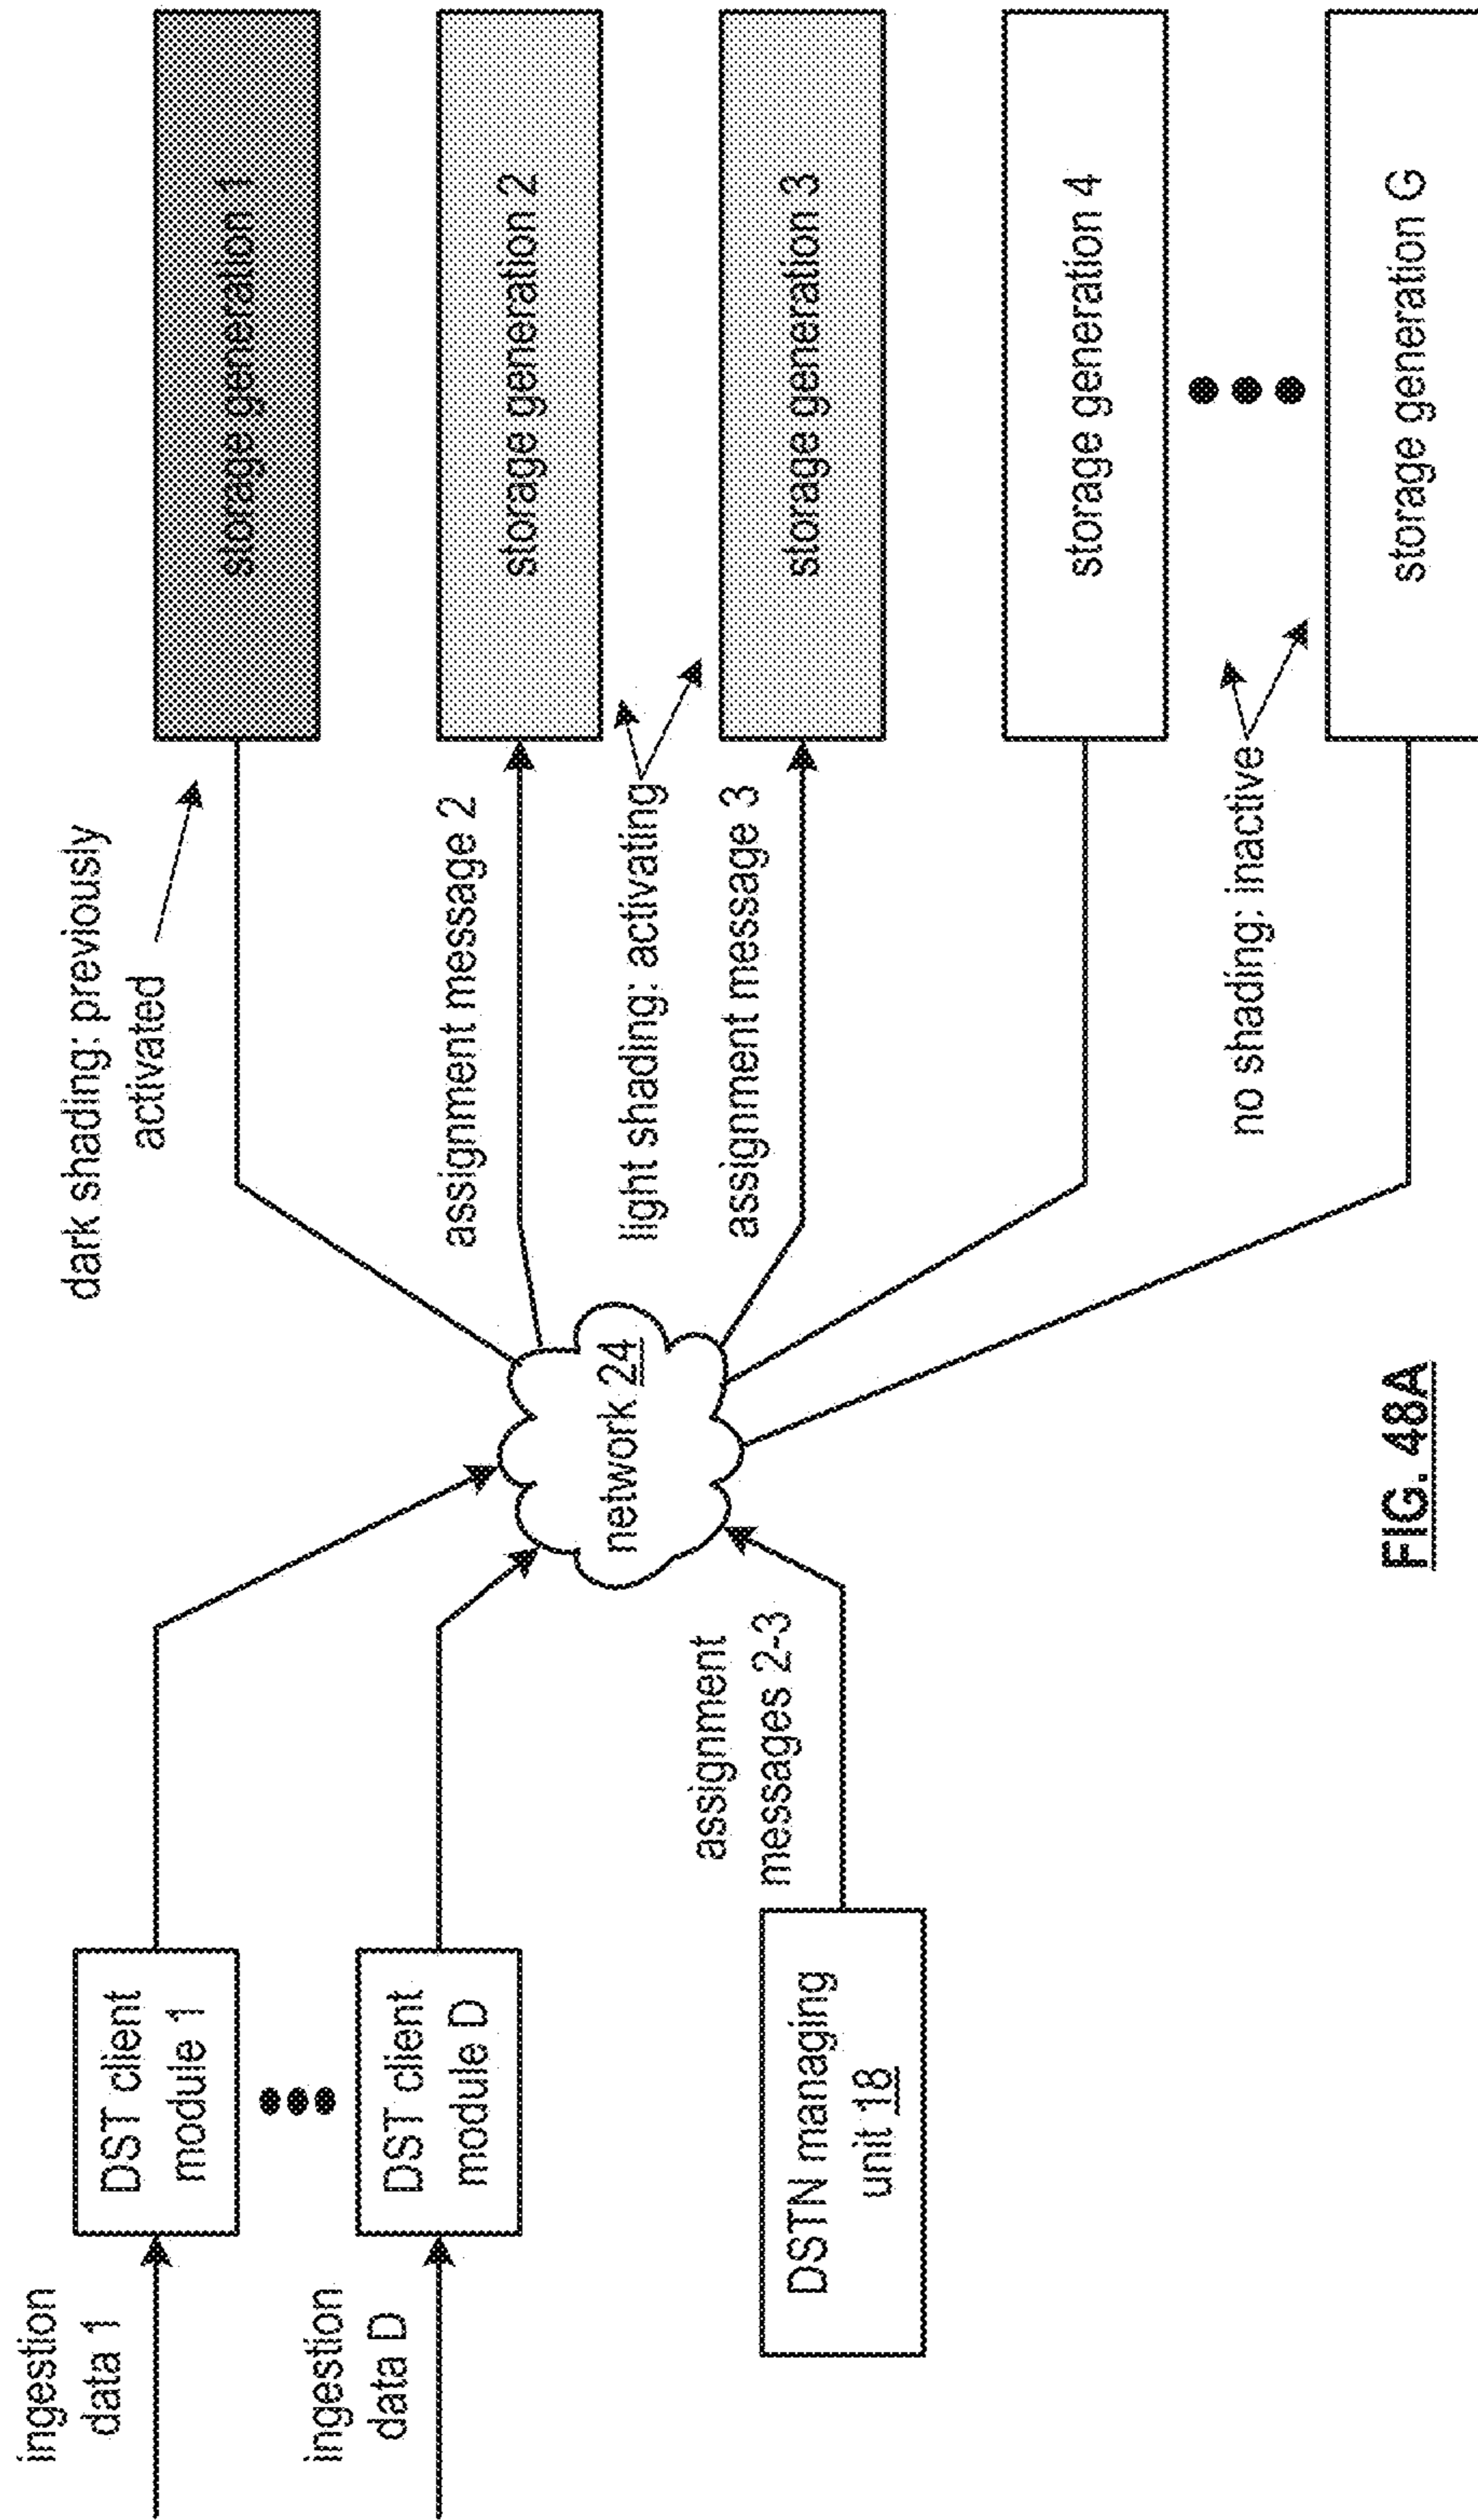 ingestion
data 1
DST client
module 1
ingestion
data D
DST client
module D
DSTN managing
unit 18
assignment
messages 2-3
network 24
dark shading: previously
activated
assignment message 2
light shading: activating
assignment message 3
no shading: inactive
storage generation 1
storage generation 2
storage generation 3
storage generation 4
storage generation G
FIG. 48A